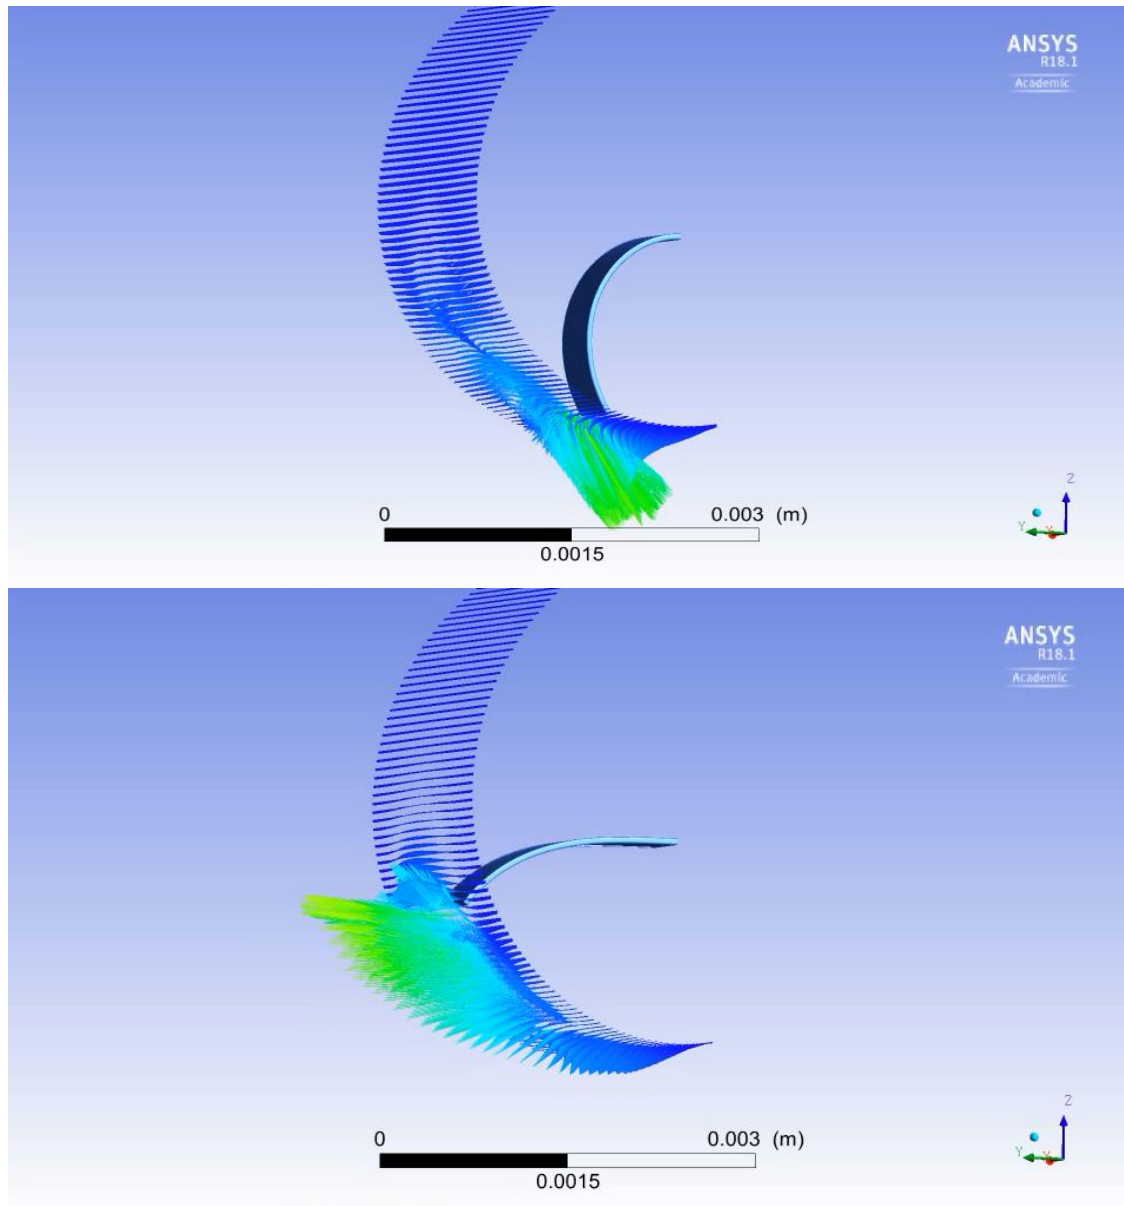 ANSYS
R18.1
Academic
0 0.003 (m)
0.0015
Z
Y
X
ANSYS
R18.1
Academic
0 0.003 (m)
0.0015
Z
Y
X